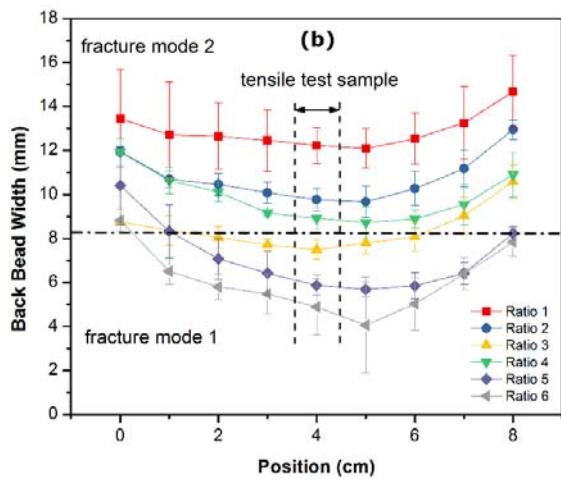 18
16
14
12
10
8
6
4
2
0
Back Bead Width (mm)
fracture mode 2
(b)
tensile test sample
fracture mode 1
Ratio 1
Ratio 2
Ratio 3
Ratio 4
Ratio 5
Ratio 6
0 2 4 6 8
Position (cm)